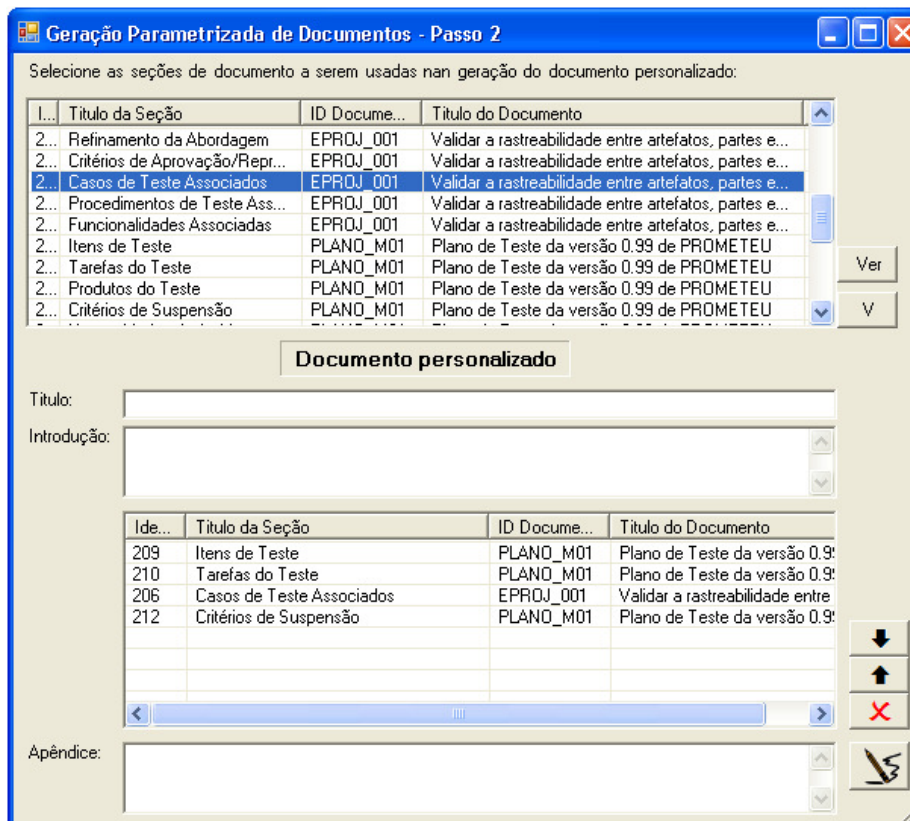 Geração Parametrizada de Documentos - Passo 2
Selecione as seções de documento a serem usadas nan geração do documento personalizado:
I... Titulo da Seção ID Docume... Titulo do Documento
2... Refinamento da Abordagem EPROJ_001 Validar a rastreabilidade entre artefatos, partes e...
2... Critérios de Aprovação/Repr... EPROJ_001 Validar a rastreabilidade entre artefatos, partes e...
2... Casos de Teste Associados EPROJ_001 Validar a rastreabilidade entre artefatos, partes e...
2... Procedimentos de Teste Ass... EPROJ_001 Validar a rastreabilidade entre artefatos, partes e...
2... Funcionalidades Associadas EPROJ_001 Validar a rastreabilidade entre artefatos, partes e...
2... Itens de Teste PLANO_M01 Plano de Teste da versão 0.99 de PROMETEU
2... Tarefas do Teste PLANO_M01 Plano de Teste da versão 0.99 de PROMETEU
2... Produtos do Teste PLANO_M01 Plano de Teste da versão 0.99 de PROMETEU
2... Critérios de Suspensão PLANO_M01 Plano de Teste da versão 0.99 de PROMETEU
Ver
V
Documento personalizado
Titulo:
Introdução:
Ide... Titulo da Seção ID Docume... Titulo do Documento
209 Itens de Teste PLANO_M01 Plano de Teste da versão 0.9
210 Tarefas do Teste PLANO_M01 Plano de Teste da versão 0.9
206 Casos de Teste Associados EPROJ_001 Validar a rastreabilidade entre
212 Critérios de Suspensão PLANO_M01 Plano de Teste da versão 0.9
Apêndice: